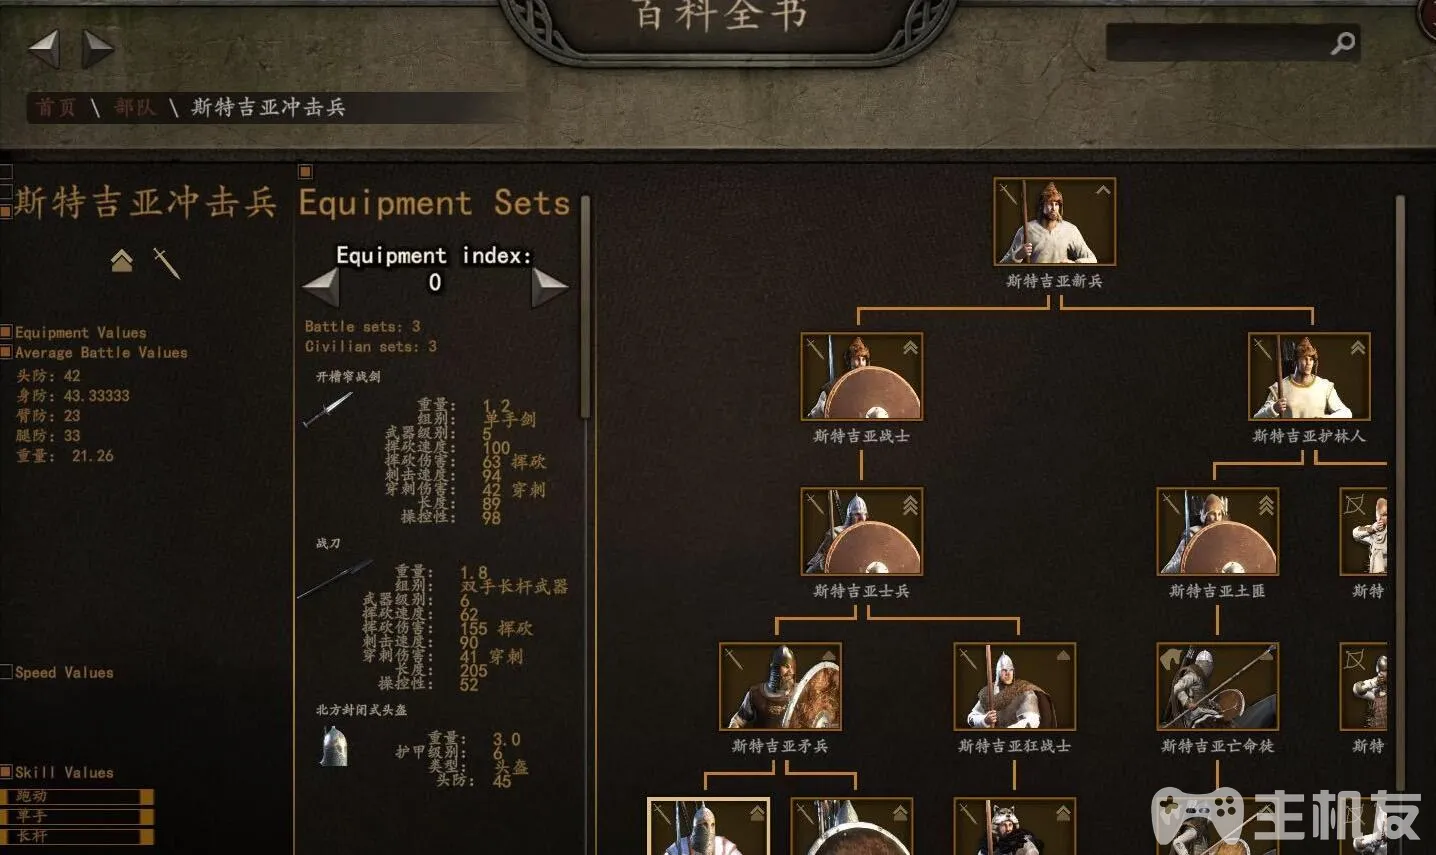 百科全书
首页 \ 部队 \ 斯特吉亚冲击兵
斯特吉亚冲击兵
Equipment Values
Average Battle Values
头防: 42
身防: 43.33333
臂防: 23
腿防: 33
重量: 21.26
Speed Values
Skill Values
跑动
单手
长杆
Equipment Sets
Equipment index:
0
Battle sets: 3
Civilian sets: 3
开槽窄战剑
重量: 1.2
组别: 单手剑
武器级别: 5
挥砍速度: 100
挥砍伤害: 63 挥砍
刺击速度: 94
穿刺伤害: 42 穿刺
长度: 89
操控性: 98
战刀
重量: 1.8
组别: 双手长杆武器
武器级别: 6
挥砍速度: 62
挥砍伤害: 155 挥砍
刺击速度: 90
穿刺伤害: 41 穿刺
长度: 205
操控性: 52
北方封闭式头盔
重量: 3.0
护甲级别: 6
类型: 头盔
头防: 45
斯特吉亚新兵
斯特吉亚战士
斯特吉亚护林人
斯特吉亚士兵
斯特吉亚土匪
斯特
斯特吉亚矛兵
斯特吉亚狂战士
斯特吉亚亡命徒
斯特
主机友